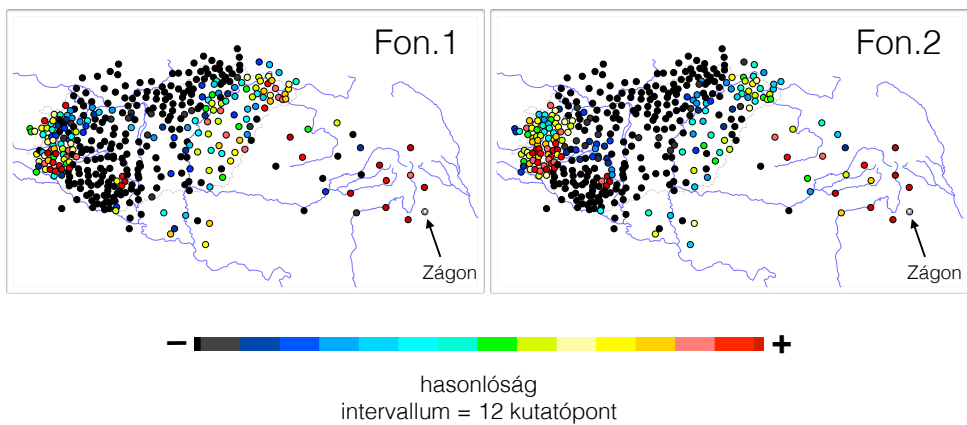 Fon.1
Fon.2
Zágon
Zágon
– +
hasonlóság
intervallum = 12 kutatópont